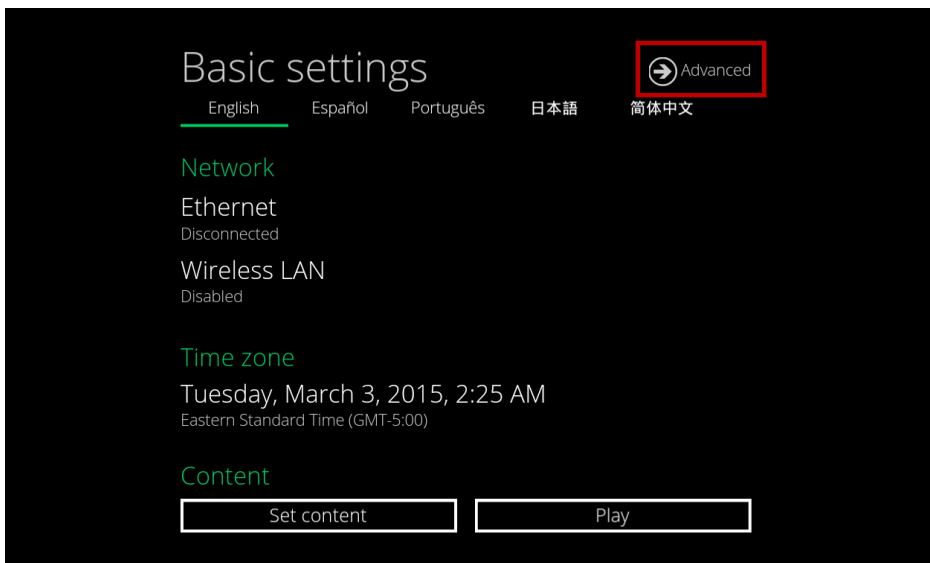 Basic settings
Advanced
English Español Português 日本語 简体中文
Network
Ethernet
Disconnected
Wireless LAN
Disabled
Time zone
Tuesday, March 3, 2015, 2:25 AM
Eastern Standard Time (GMT-5:00)
Content
Set content
Play